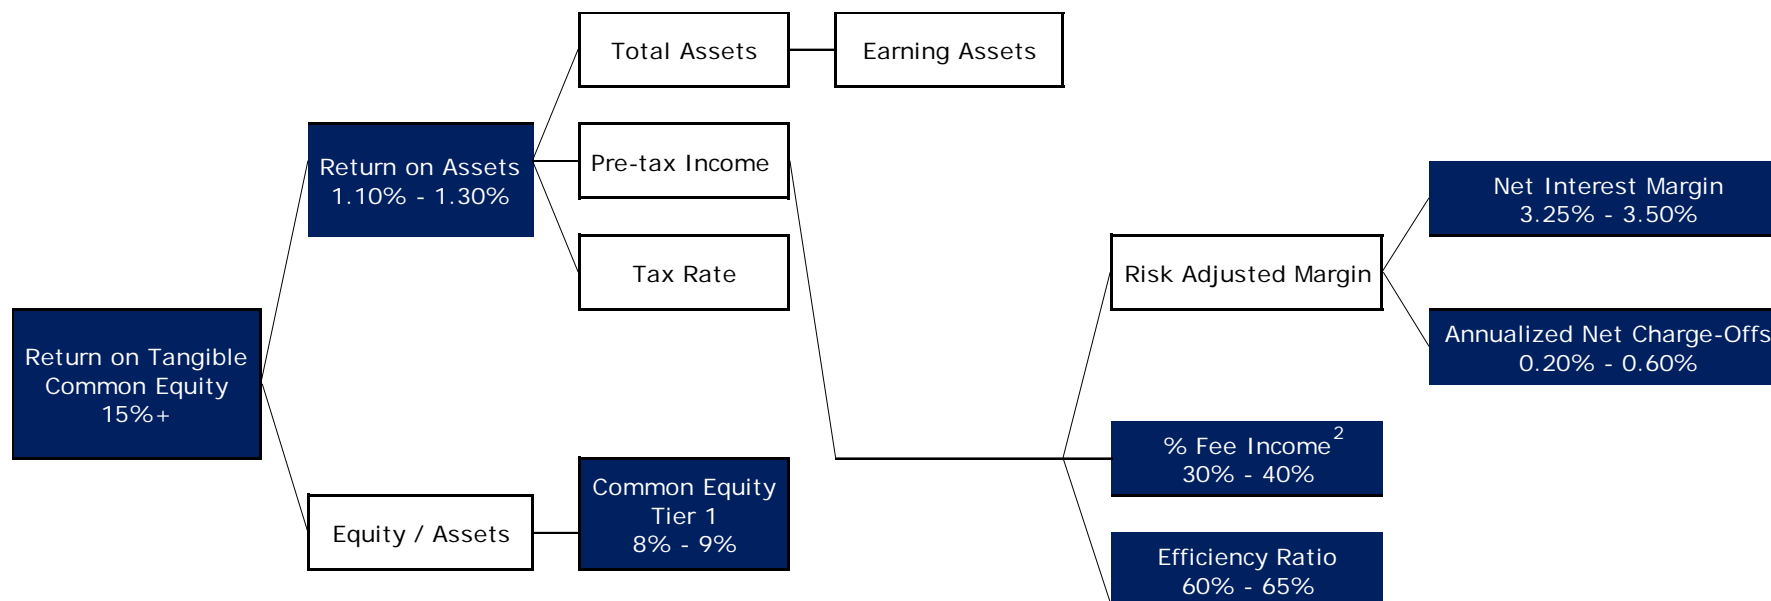 Total Assets
Earning Assets
Return on Assets
1.10% - 1.30%
Pre-tax Income
Net Interest Margin
3.25% - 3.50%
Tax Rate
Risk Adjusted Margin
Return on Tangible
Common Equity
15%+
Annualized Net Charge-Offs
0.20% - 0.60%
% Fee Income2
30% - 40%
Common Equity
Tier 1
8% - 9%
Equity / Assets
Efficiency Ratio
60% - 65%